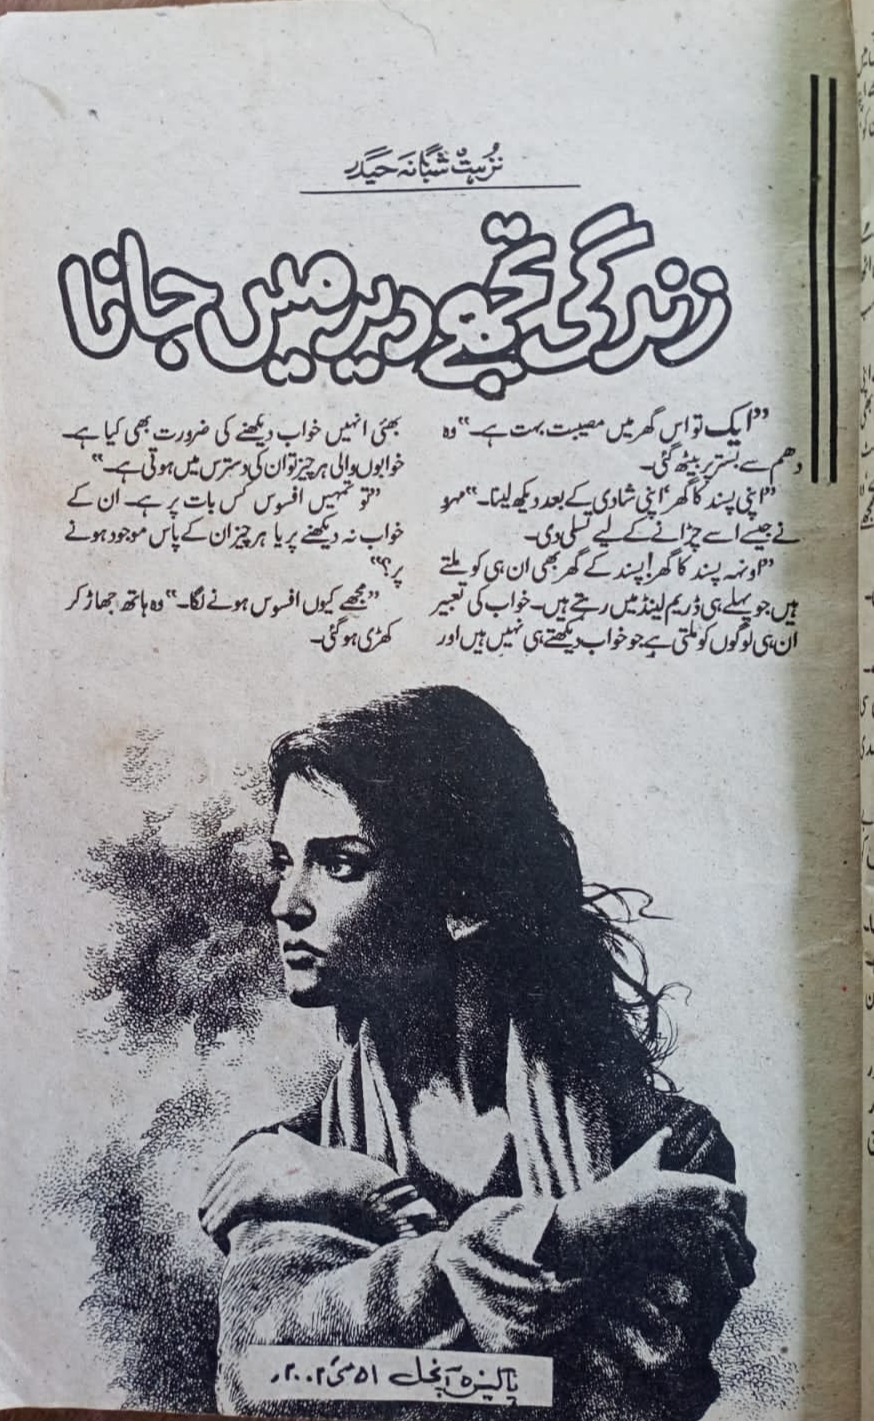 نزہت شبانہ حیدر
زندگی تجھے دیر میں جانا
”ایک تو اس گھر میں مصیبت بہت ہے۔“ وہ
دھم سے بستر پر بیٹھ گئی۔
”اپنی پسند کا گھر‘ اپنی شادی کے بعد دیکھ لینا۔“ مہرو
نے جیسے اسے چڑانے کے لیے تسلی دی۔
”اونہہ پسند کا گھر! پسند کے گھر بھی ان ہی کو ملتے
ہیں جو پہلے ہی ڈریم لینڈ میں رہتے ہیں۔ خواب کی تعبیر
ان ہی لوگوں کو ملتی ہے جو خواب دیکھتے ہی نہیں ہیں اور
بھئی انہیں خواب دیکھنے کی ضرورت بھی کیا ہے۔
خوابوں والی ہر چیز تو ان کی دسترس میں ہوتی ہے۔“
”تو تمہیں افسوس کس بات پر ہے۔ ان کے
خواب نہ دیکھنے پر یا ہر چیز ان کے پاس موجود ہونے
پر؟“
”مجھے کیوں افسوس ہونے لگا۔“ وہ ہاتھ جھاڑ کر
کھڑی ہو گئی۔
پاکیزہ آنچل ۵۱ مئی ۲۰۰۲ء